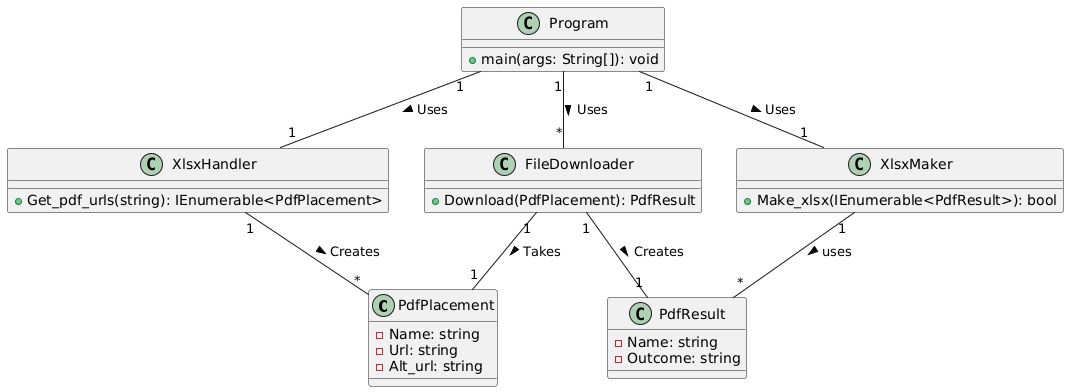 C Program
main(args: String[]): void
1 1 1
Uses Uses Uses
1 * 1
C XlsxHandler
Get_pdf_urls(string): IEnumerable<PdfPlacement>
C FileDownloader
Download(PdfPlacement): PdfResult
C XlsxMaker
Make_xlsx(IEnumerable<PdfResult>): bool
1 1 1 1
Creates Takes Creates uses
* 1 1 *
C PdfPlacement
Name: string
Url: string
Alt_url: string
C PdfResult
Name: string
Outcome: string